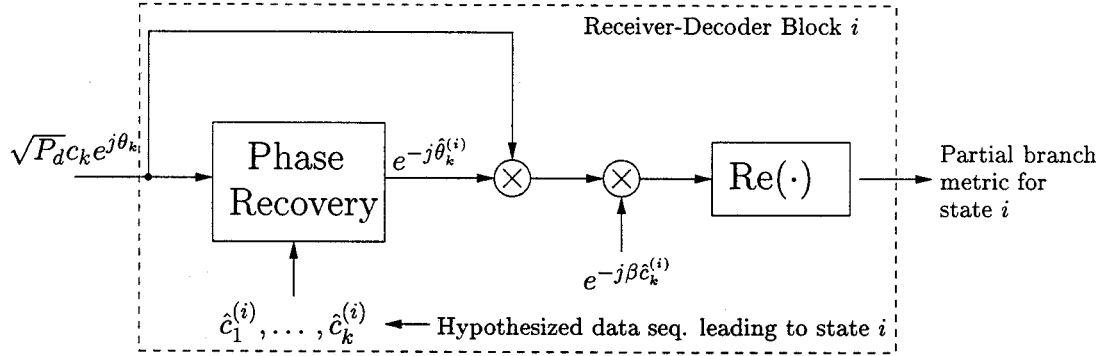 Receiver-Decoder Block i
√P_d c_k e^{jθ_k}
Phase
Recovery
e^{-jθ̂_k^{(i)}}
Re(·)
Partial branch
metric for
state i
e^{-jβĉ_k^{(i)}}
ĉ_1^{(i)}, ... , ĉ_k^{(i)}
Hypothesized data seq. leading to state i